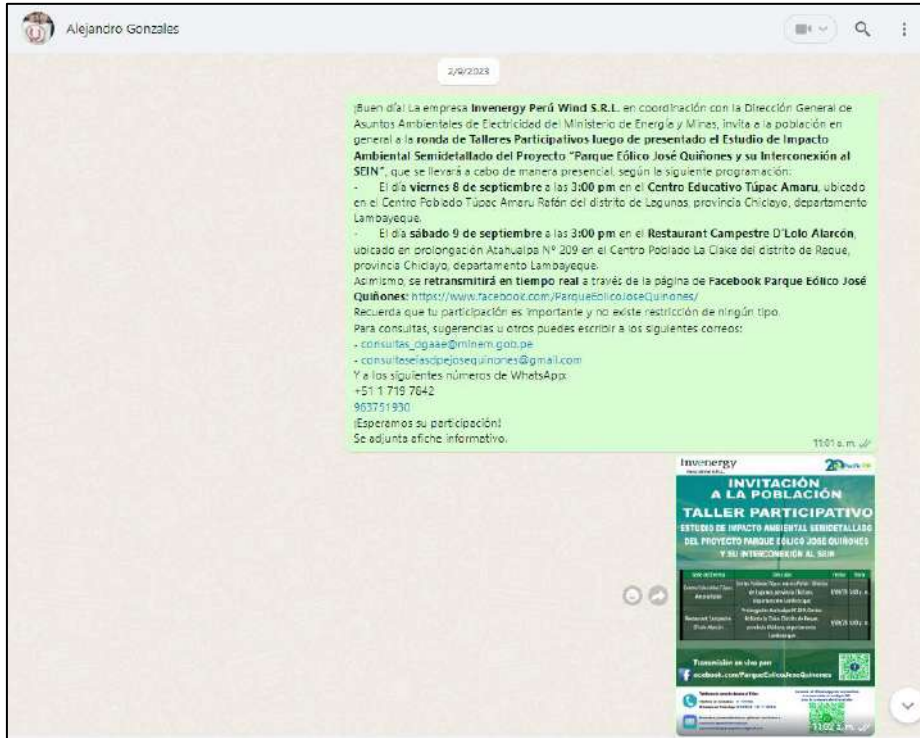 Alejandro Gonzales
2/9/2023
¡Buen día! La empresa Invenergy Perú Wind S.R.L. en coordinación con la Dirección General de
Asuntos Ambientales de Electricidad del Ministerio de Energía y Minas, invita a la población en
general a la ronda de Talleres Participativos luego de presentado el Estudio de Impacto
Ambiental Semidetallado del Proyecto "Parque Eólico José Quiñones y su Interconexión al
SEIN", que se llevará a cabo de manera presencial, según la siguiente programación:
- El día viernes 8 de septiembre a las 3:00 pm en el Centro Educativo Túpac Amaru, ubicado
en el Centro Poblado Túpac Amaru Rafán del distrito de Lagunas, provincia Chiclayo, departamento
Lambayeque.
- El día sábado 9 de septiembre a las 3:00 pm en el Restaurant Campestre D'Lolo Alarcón,
ubicado en prolongación Atahualpa N° 209 en el Centro Poblado La Clake del distrito de Reque,
provincia Chiclayo, departamento Lambayeque.
Asimismo, se retransmitirá en tiempo real a través de la página de Facebook Parque Eólico José
Quiñones: https://www.facebook.com/ParqueEolicoJoseQuinones/
Recuerda que tu participación es importante y no existe restricción de ningún tipo.
Para consultas, sugerencias u otros puedes escribir a los siguientes correos:
- consultas_dgaae@minem.gob.pe
- consultaseiasdpejosequinones@gmail.com
Y a los siguientes números de WhatsApp:
+51 1 719 7842
963751930
¡Esperamos su participación!
Se adjunta afiche informativo.
11:01 a. m.
Invenergy
INVITACIÓN
A LA POBLACIÓN
TALLER PARTICIPATIVO
ESTUDIO DE IMPACTO AMBIENTAL SEMIDETALLADO
DEL PROYECTO PARQUE EÓLICO JOSÉ QUIÑONES
Y SU INTERCONEXIÓN AL SEIN
Transmisión en vivo por:
facebook.com/ParqueEolicoJoseQuinones
11:02 a. m.